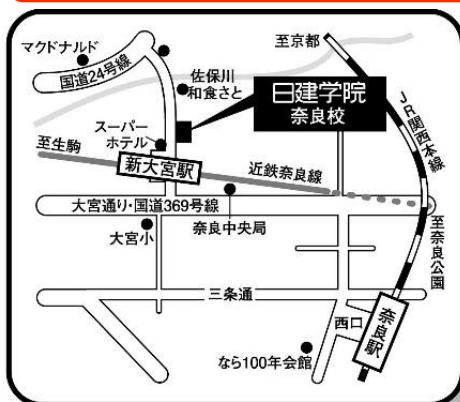 マクドナルド
国道24号線
至京都
佐保川
和食さと
日建学院
奈良校
JR関西本線
スーパー
ホテル
至生駒
新大宮駅
近鉄奈良線
大宮通り・国道369号線
大宮小
奈良中央局
至奈良公園
三条通
西口
奈良駅
なら100年会館